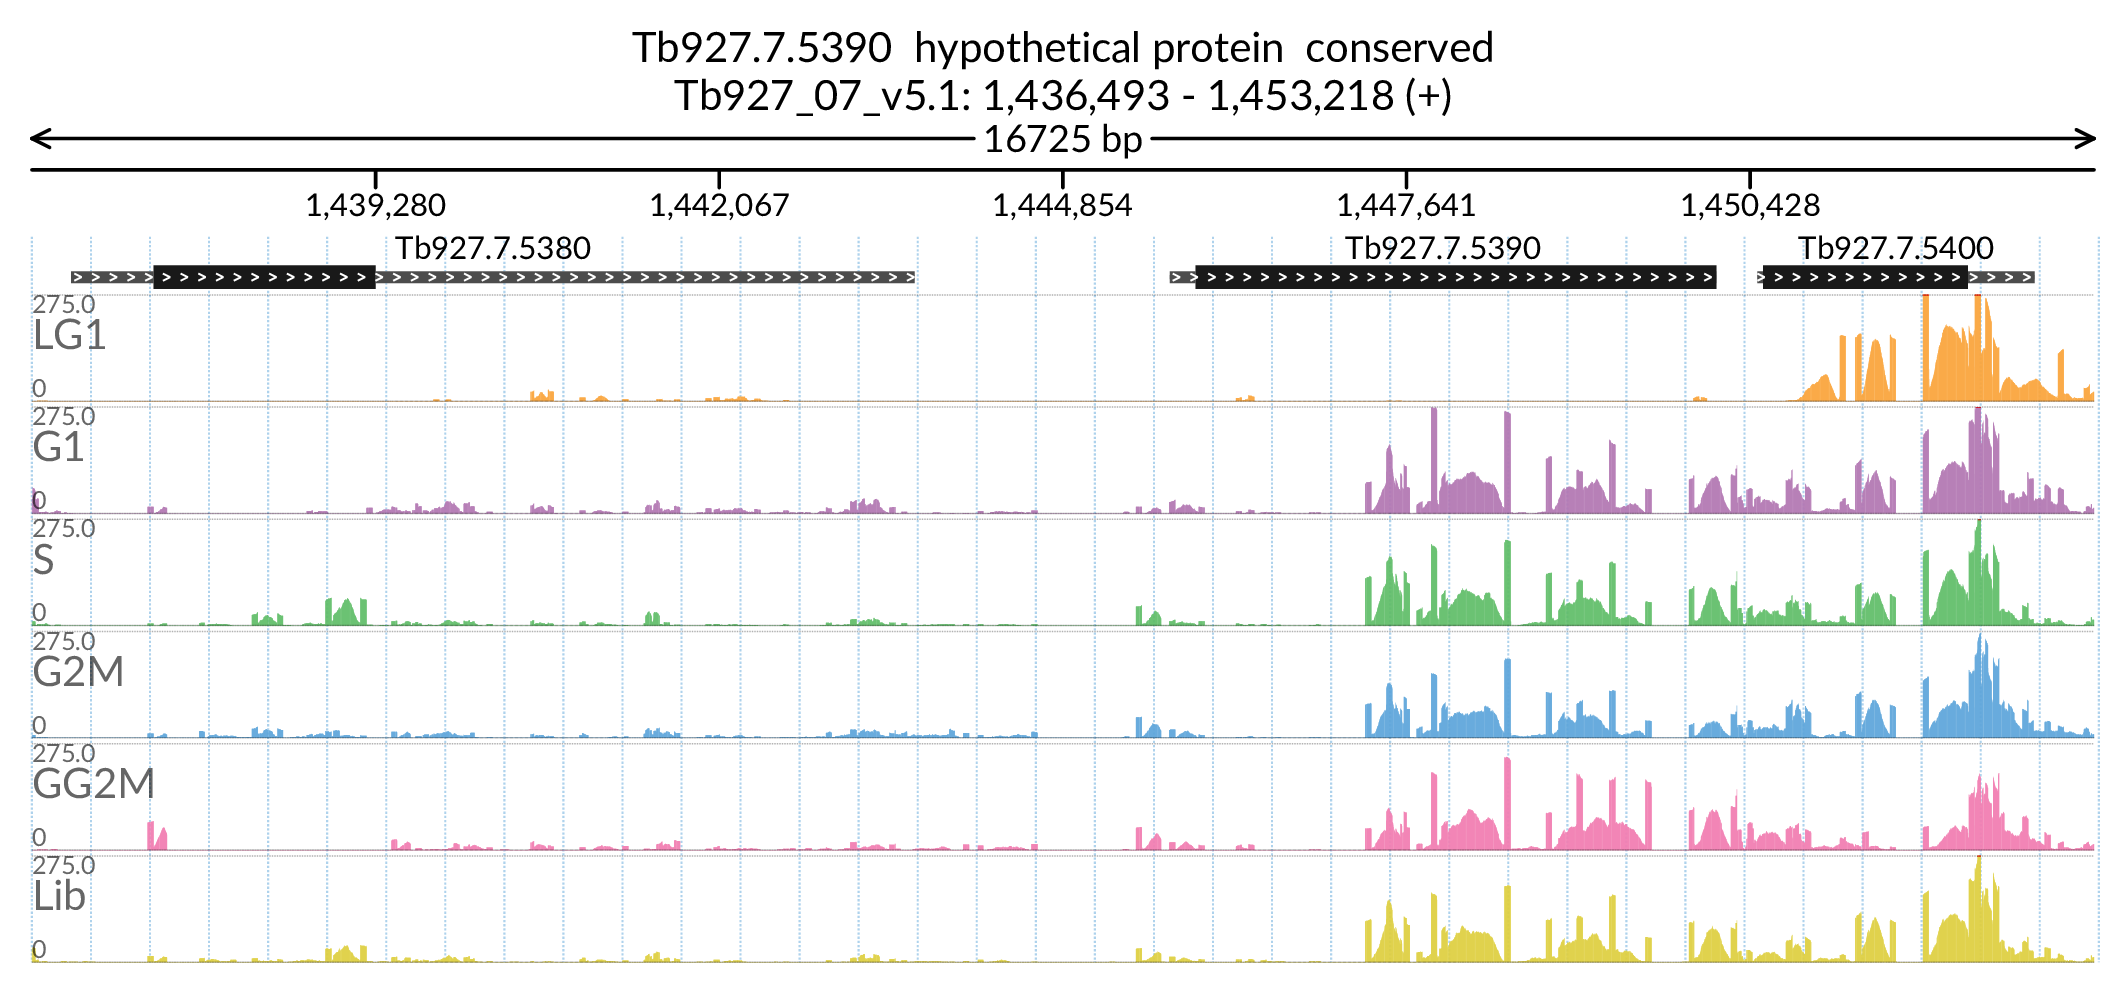 Tb927.7.5390 hypothetical protein conserved
Tb927_07_v5.1: 1,436,493 - 1,453,218 (+)
16725 bp
1,439,280 1,442,067 1,444,854 1,447,641 1,450,428
Tb927.7.5380 Tb927.7.5390 Tb927.7.5400
275.0
LG1
0
275.0
G1
0
275.0
S
0
275.0
G2M
0
275.0
GG2M
0
275.0
Lib
0